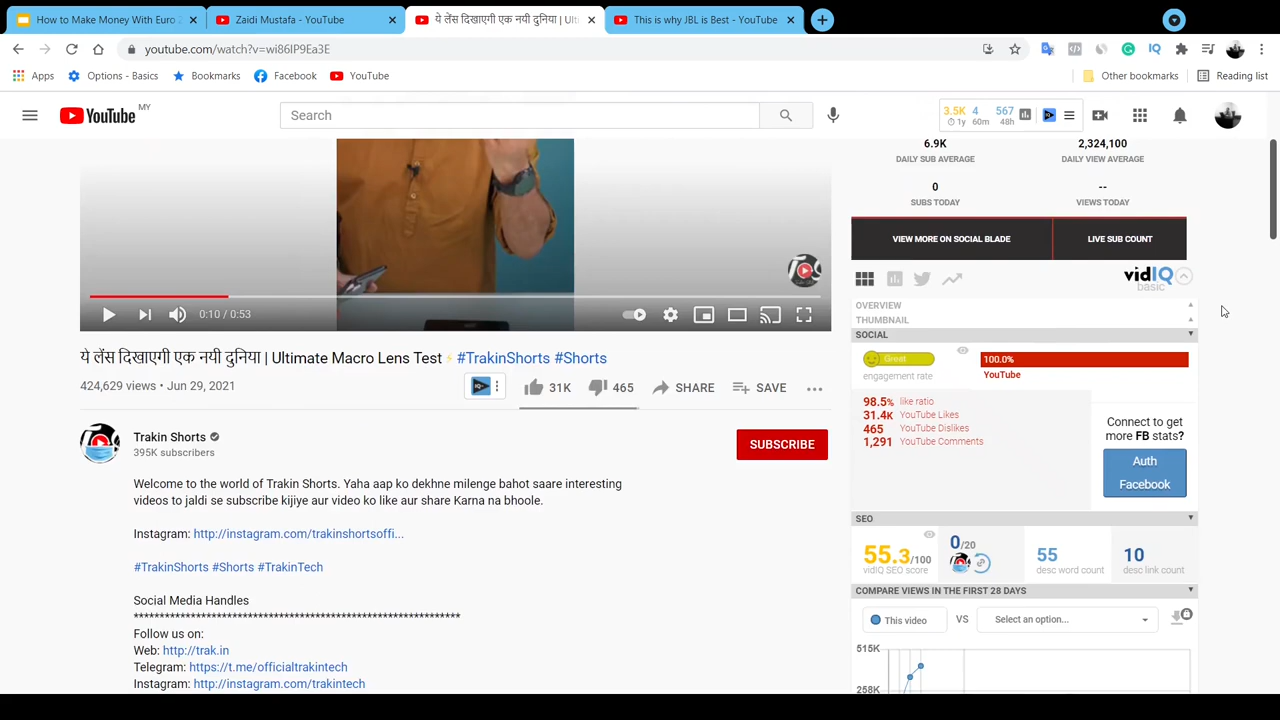 How to Make Money With Euro
Zaidi Mustafa - YouTube
ये लेंस दिखाएगी एक नयी दुनिया | Ulti
This is why JBL is Best - YouTube
youtube.com/watch?v=wi86IP9Ea3E
Apps
Options - Basics
Bookmarks
Facebook
YouTube
Other bookmarks
Reading list
YouTube MY
Search
3.5K 4 567
1y 60m 48h
6.9K 2,324,100
DAILY SUB AVERAGE DAILY VIEW AVERAGE
0 --
SUBS TODAY VIEWS TODAY
VIEW MORE ON SOCIAL BLADE LIVE SUB COUNT
vidIQ
basic
OVERVIEW
THUMBNAIL
SOCIAL
Great 100.0%
engagement rate YouTube
98.5% like ratio
31.4K YouTube Likes
465 YouTube Dislikes
1,291 YouTube Comments
Connect to get
more FB stats?
Auth
Facebook
SEO
55.3/100 0/20 55 10
vidIQ SEO score desc word count desc link count
COMPARE VIEWS IN THE FIRST 28 DAYS
This video VS Select an option...
515K
258K
0:10 / 0:53
ये लेंस दिखाएगी एक नयी दुनिया | Ultimate Macro Lens Test⚡#TrakinShorts #Shorts
424,629 views • Jun 29, 2021
31K 465 SHARE SAVE
Trakin Shorts
395K subscribers
SUBSCRIBE
Welcome to the world of Trakin Shorts. Yaha aap ko dekhne milenge bahot saare interesting
videos to jaldi se subscribe kijiye aur video ko like aur share Karna na bhoole.
Instagram: http://instagram.com/trakinshortsoffi...
#TrakinShorts #Shorts #TrakinTech
Social Media Handles
***************************************************************
Follow us on:
Web: http://trak.in
Telegram: https://t.me/officialtrakintech
Instagram: http://instagram.com/trakintech